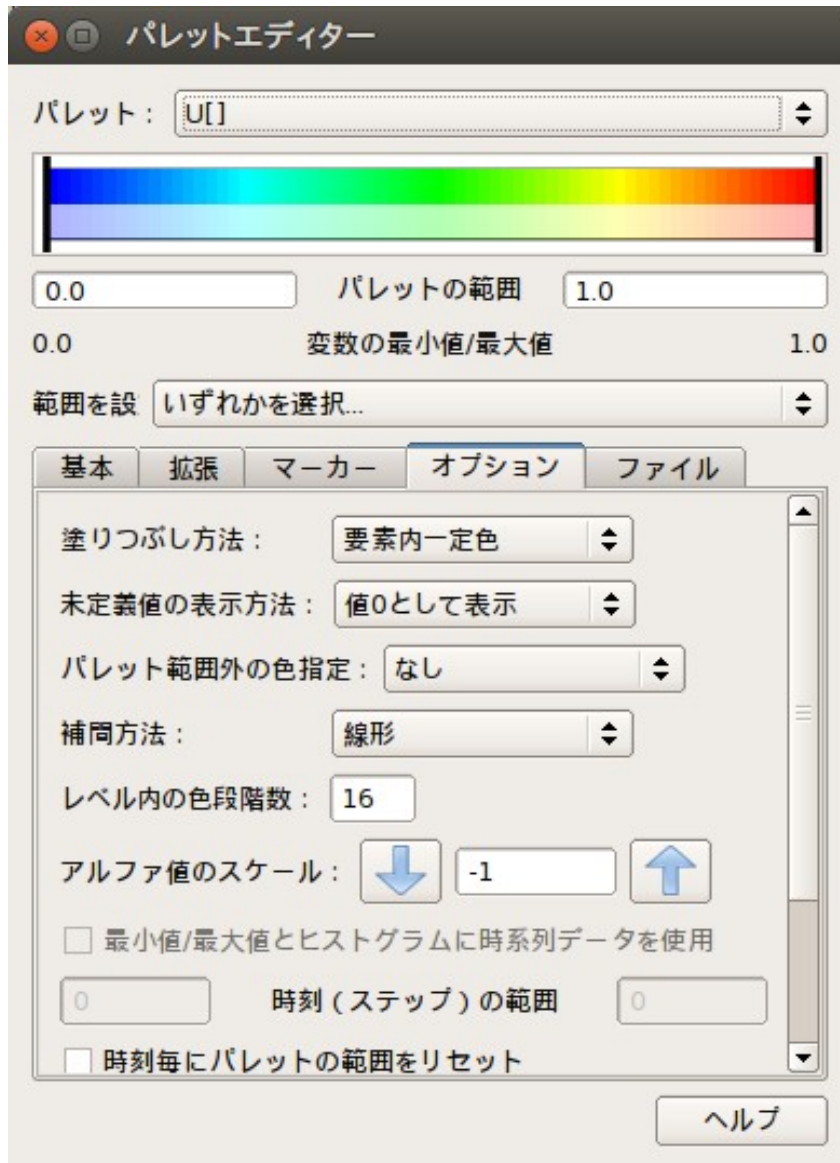 パレットエディター
パレット： U[]
0.0 パレットの範囲 1.0
0.0 変数の最小値/最大値 1.0
範囲を設 いずれかを選択...
基本 拡張 マーカー オプション ファイル
塗りつぶし方法： 要素内一定色
未定義値の表示方法： 値0として表示
パレット範囲外の色指定： なし
補間方法： 線形
レベル内の色段階数： 16
アルファ値のスケール： -1
最小値/最大値とヒストグラムに時系列データを使用
0 時刻（ステップ）の範囲 0
時刻毎にパレットの範囲をリセット
ヘルプ